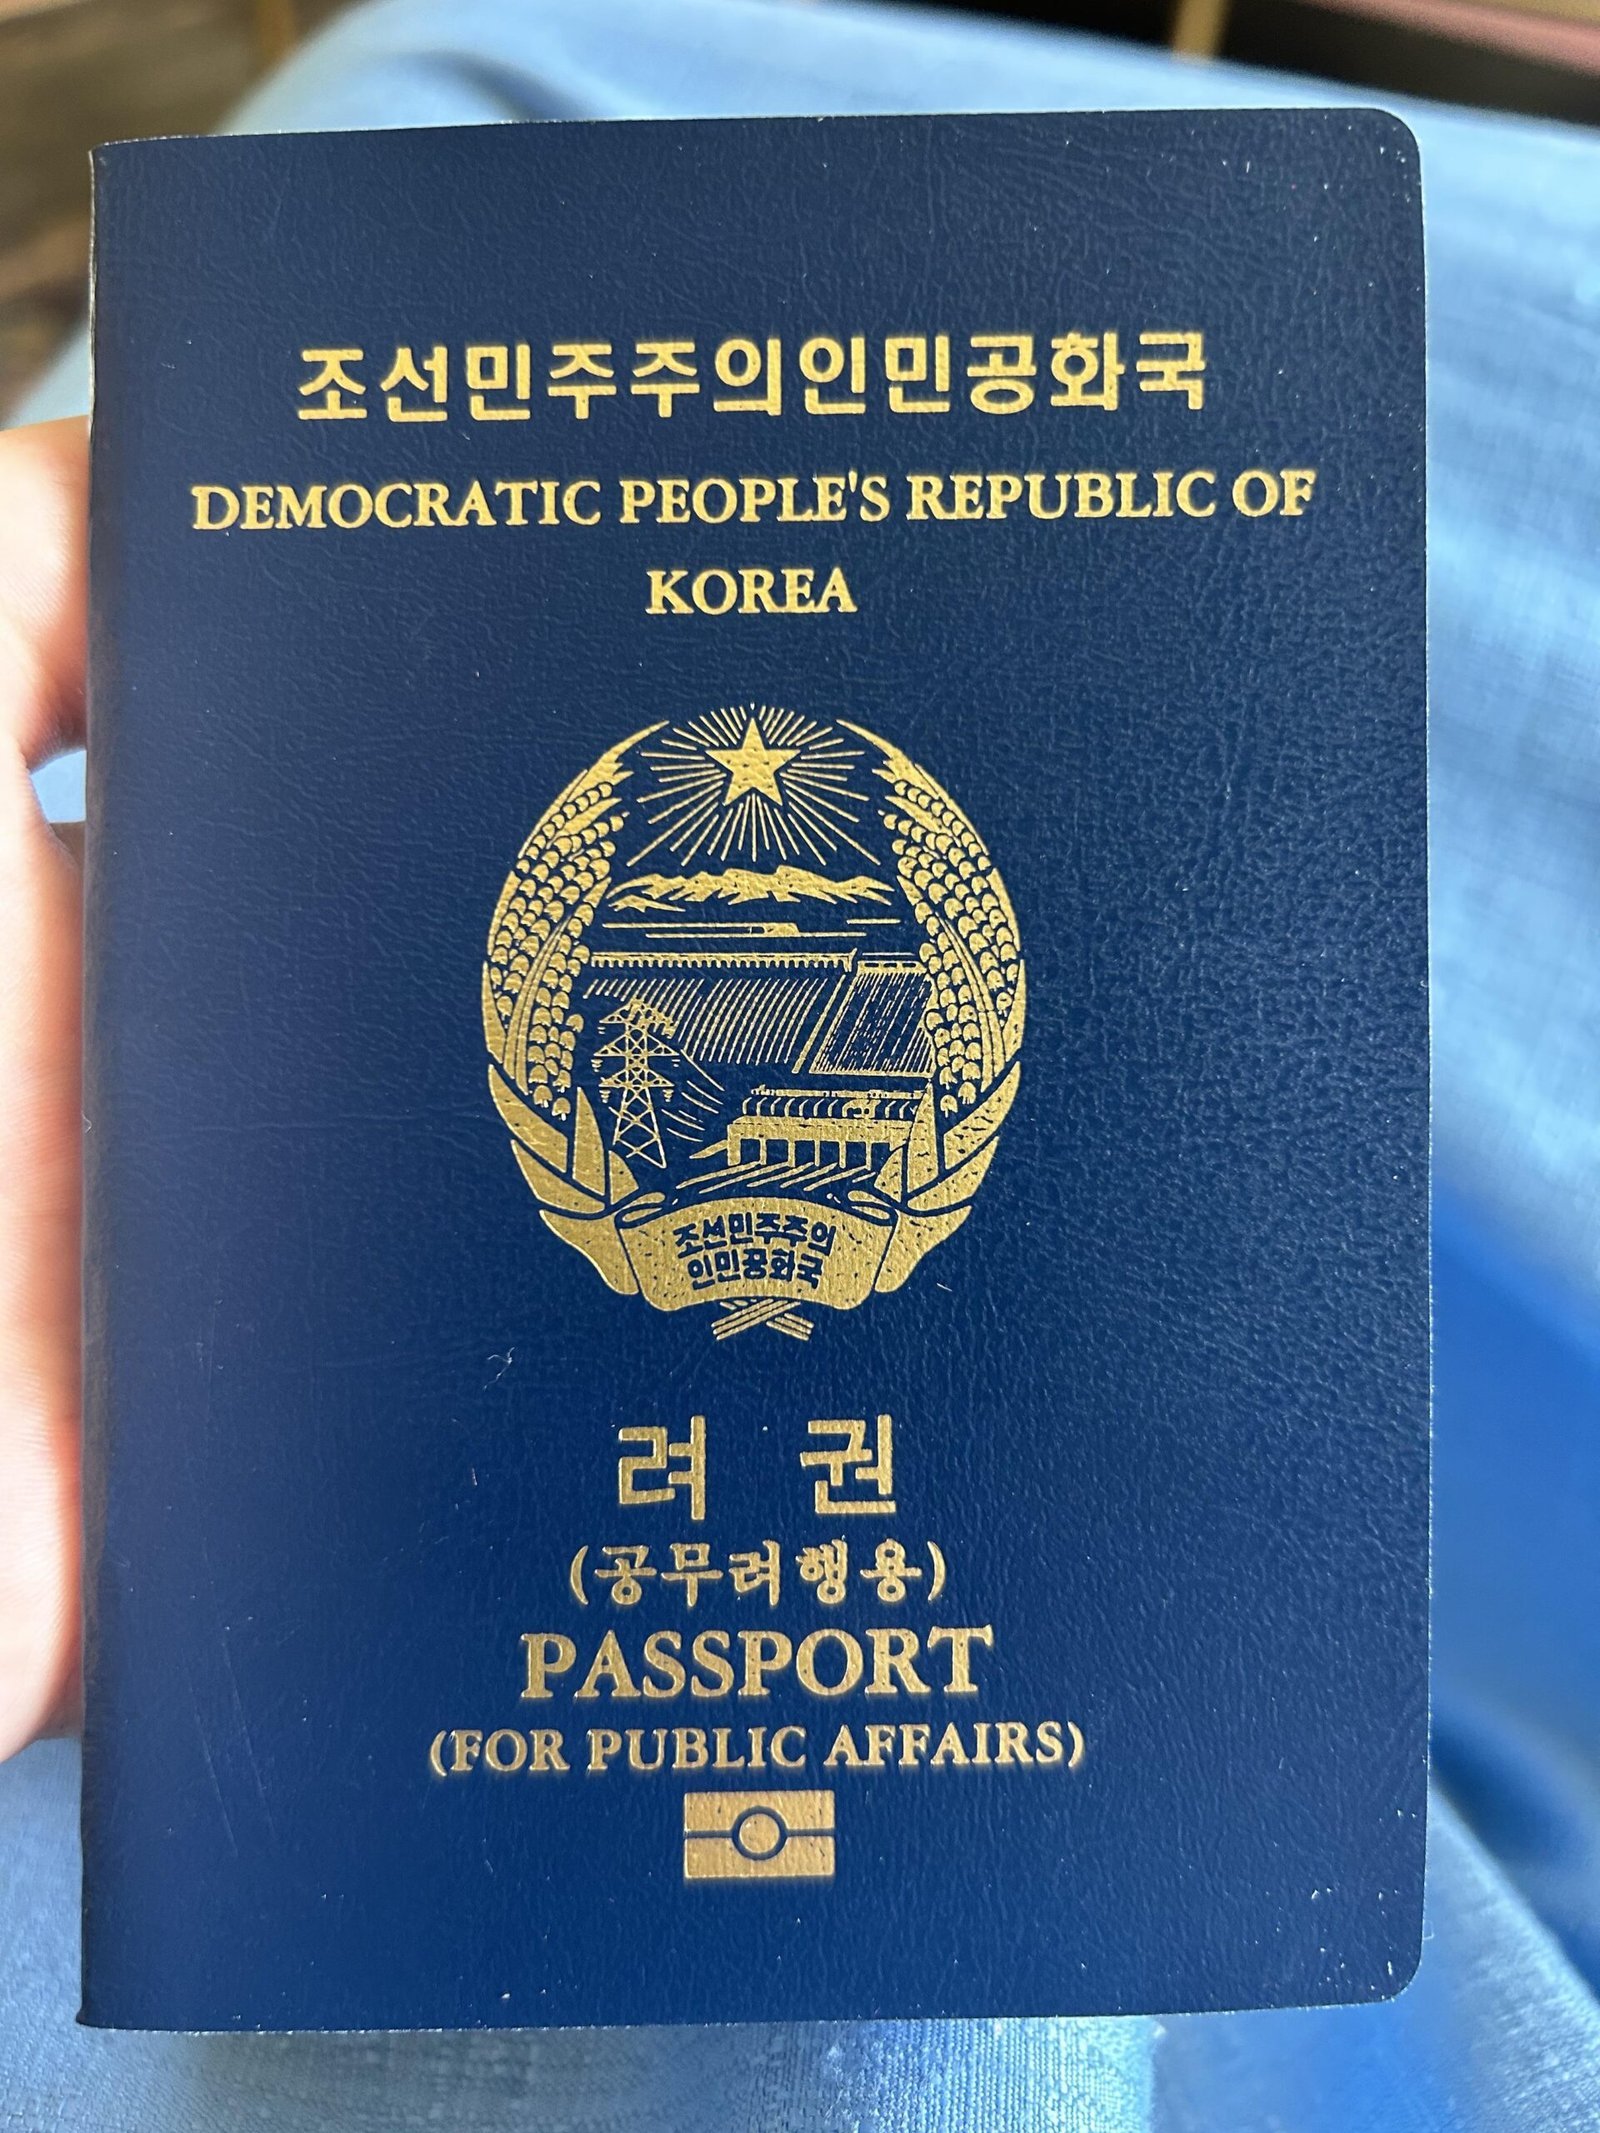 조선민주주의인민공화국
DEMOCRATIC PEOPLE'S REPUBLIC OF
KOREA
조선민주주의
인민공화국
려 권
(공무려행용)
PASSPORT
(FOR PUBLIC AFFAIRS)